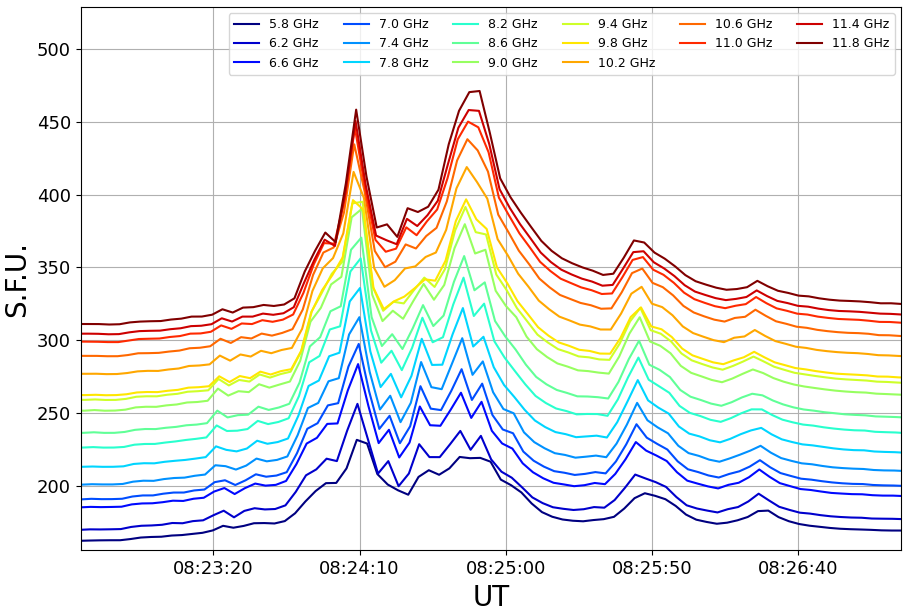 5.8 GHz 7.0 GHz 8.2 GHz 9.4 GHz 10.6 GHz 11.4 GHz
6.2 GHz 7.4 GHz 8.6 GHz 9.8 GHz 11.0 GHz 11.8 GHz
6.6 GHz 7.8 GHz 9.0 GHz 10.2 GHz
500
450
400
350
300
250
200
S.F.U.
08:23:20 08:24:10 08:25:00 08:25:50 08:26:40
UT